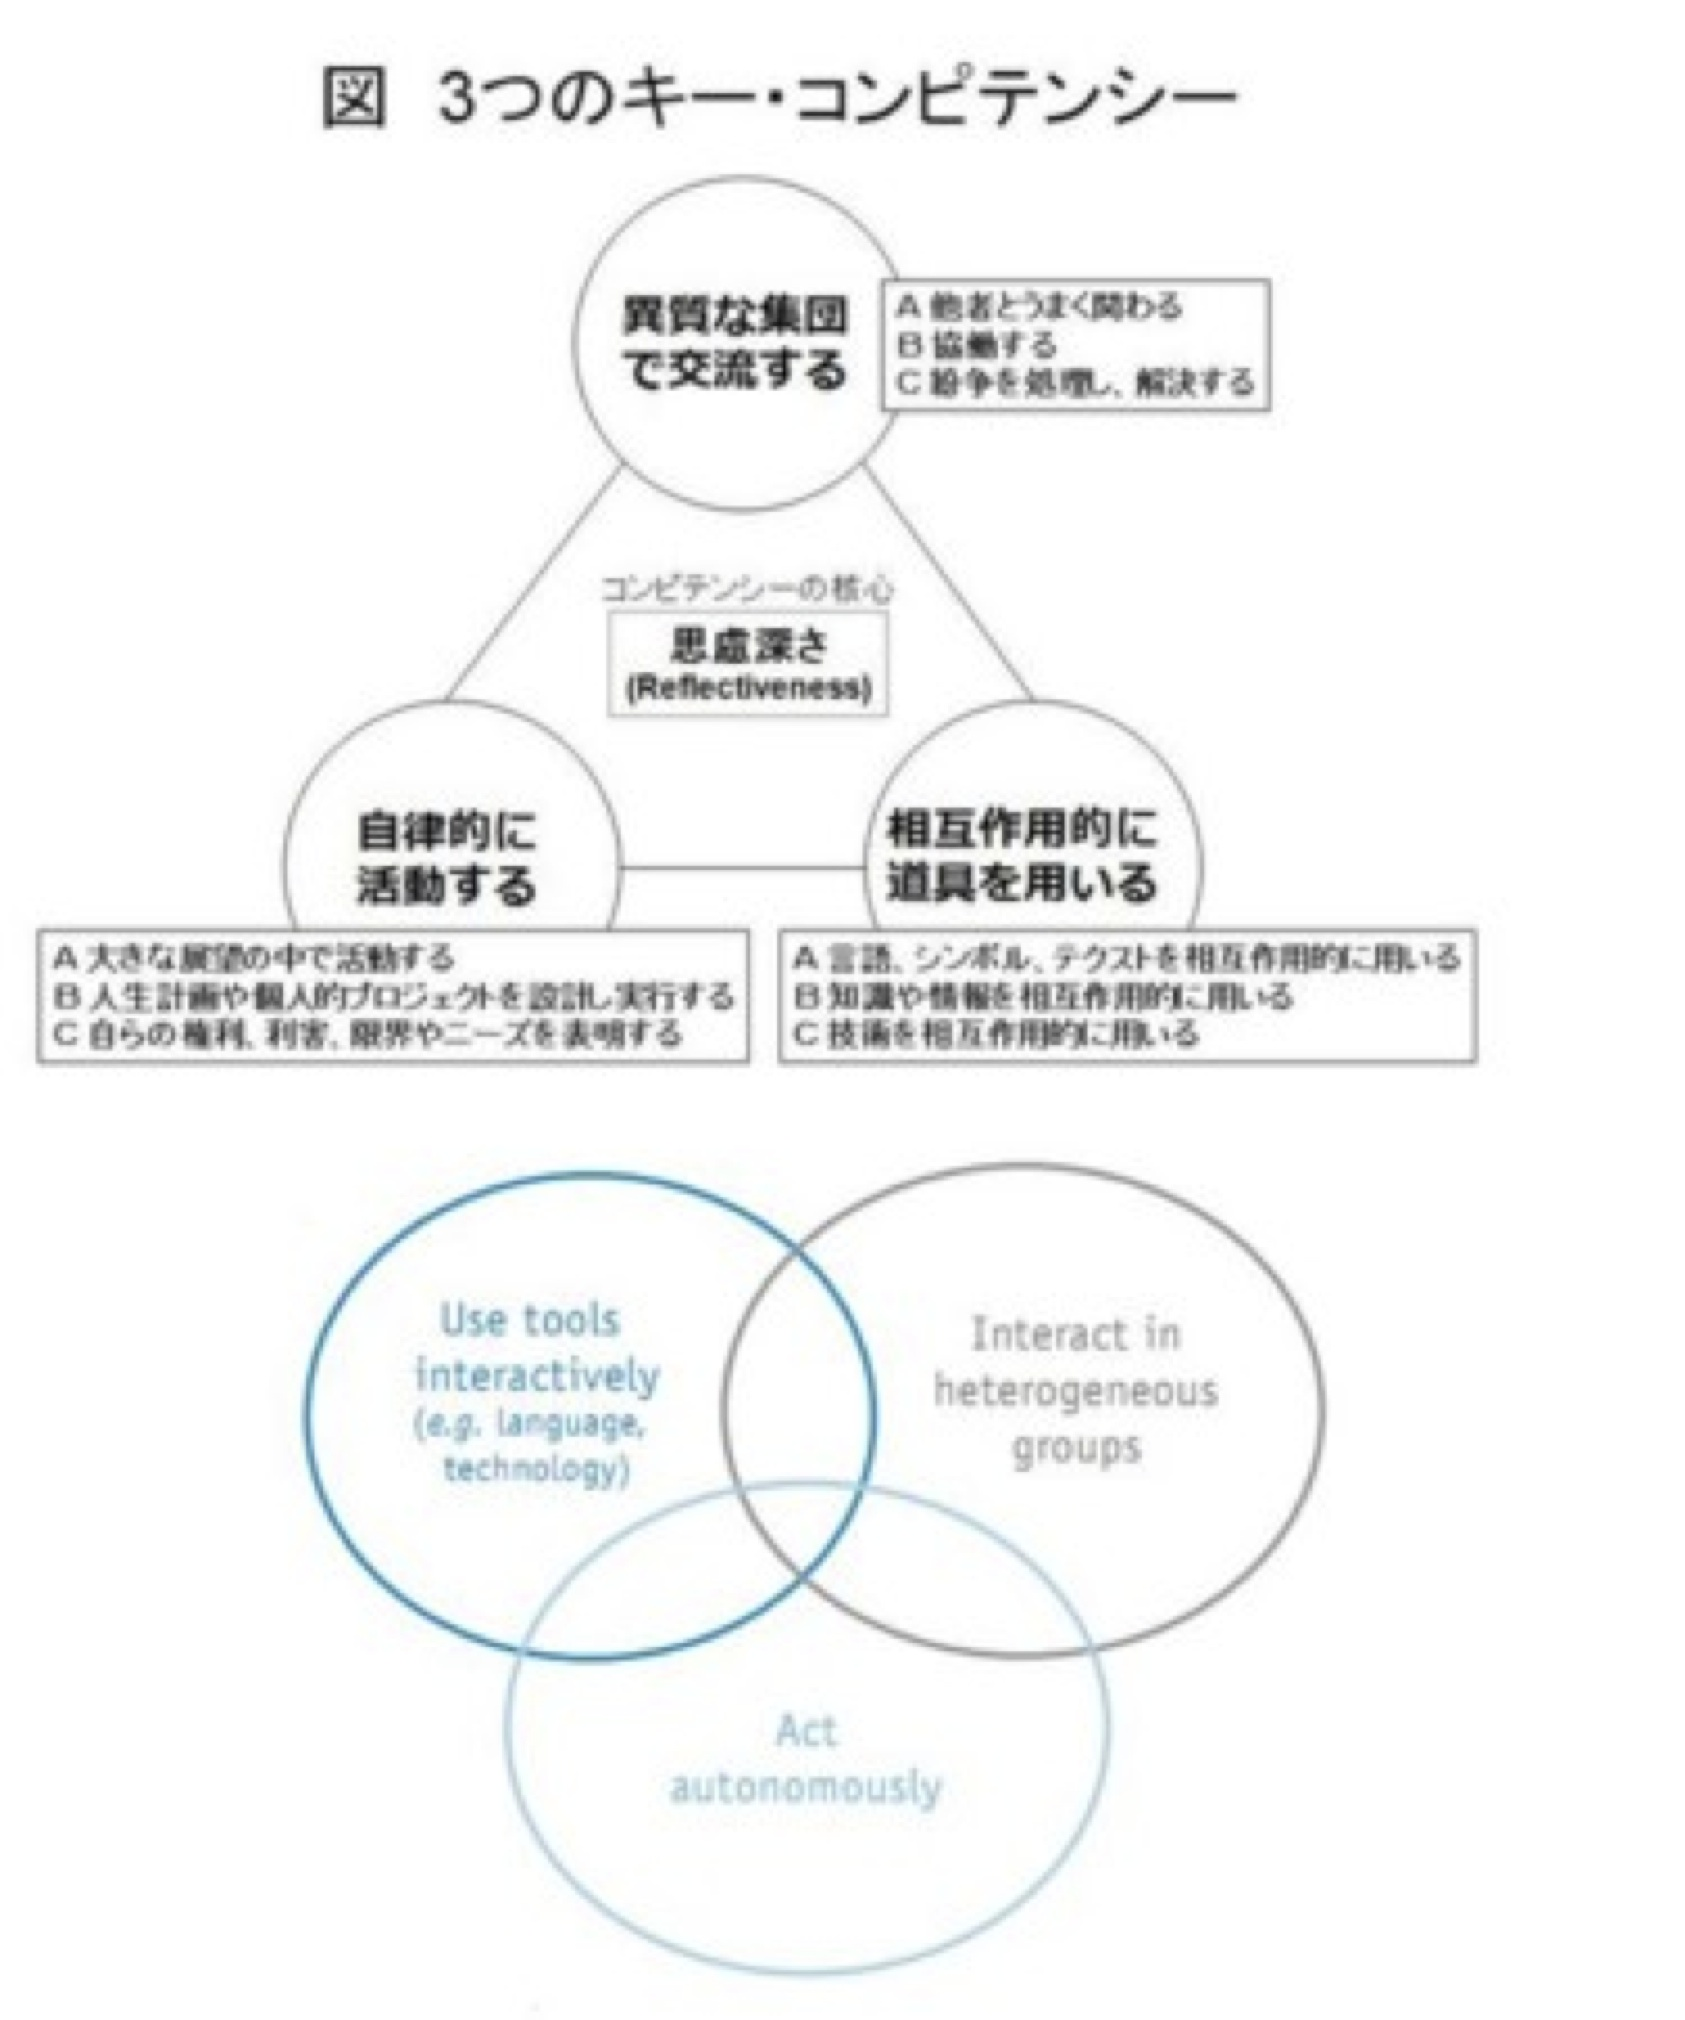 図 3つのキー・コンピテンシー
異質な集団
で交流する
A 他者とうまく関わる
B 協働する
C 紛争を処理し、解決する
コンピテンシーの核心
思慮深さ
(Reflectiveness)
自律的に
活動する
A 大きな展望の中で活動する
B 人生計画や個人的プロジェクトを設計し実行する
C 自らの権利、利害、限界やニーズを表明する
相互作用的に
道具を用いる
A 言語、シンボル、テクストを相互作用的に用いる
B 知識や情報を相互作用的に用いる
C 技術を相互作用的に用いる
Use tools
interactively
(e.g. language,
technology)
Interact in
heterogeneous
groups
Act
autonomously